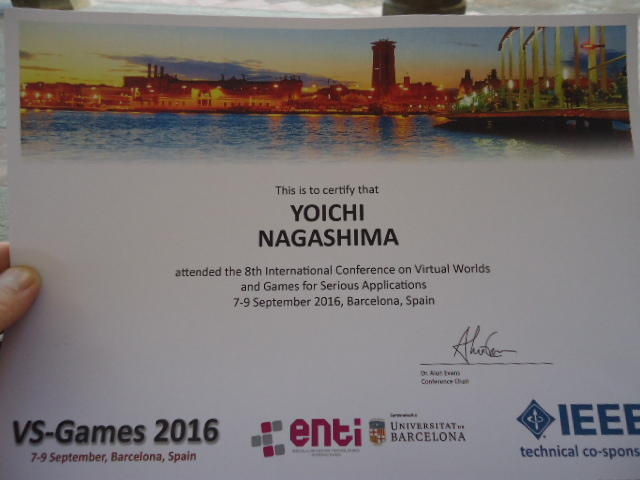 This is to certify that
YOICHI
NAGASHIMA
attended the 8th International Conference on Virtual Worlds
and Games for Serious Applications
7-9 September 2016, Barcelona, Spain
Dr. Alun Evans
Conference Chair
VS-Games 2016
7-9 September, Barcelona, Spain
enti
UNIVERSITAT DE
BARCELONA
IEEE
technical co-spons